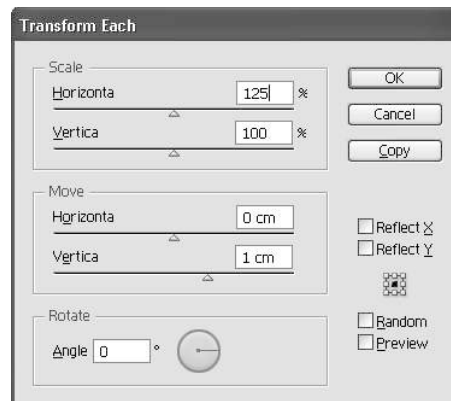 Transform Each
Scale
Horizonta 125 %
Vertica 100 %
OK
Cancel
Copy
Move
Horizonta 0 cm
Vertica 1 cm
Reflect X
Reflect Y
Rotate
Angle 0 °
Random
Preview